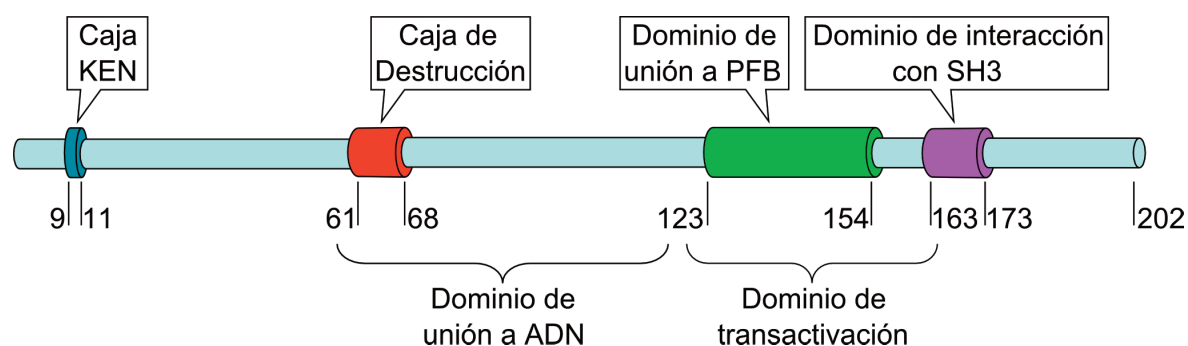 Caja
KEN
Caja de
Destrucción
Dominio de
unión a PFB
Dominio de interacción
con SH3
9 11 61 68 123 154 163 173 202
Dominio de
unión a ADN
Dominio de
transactivación